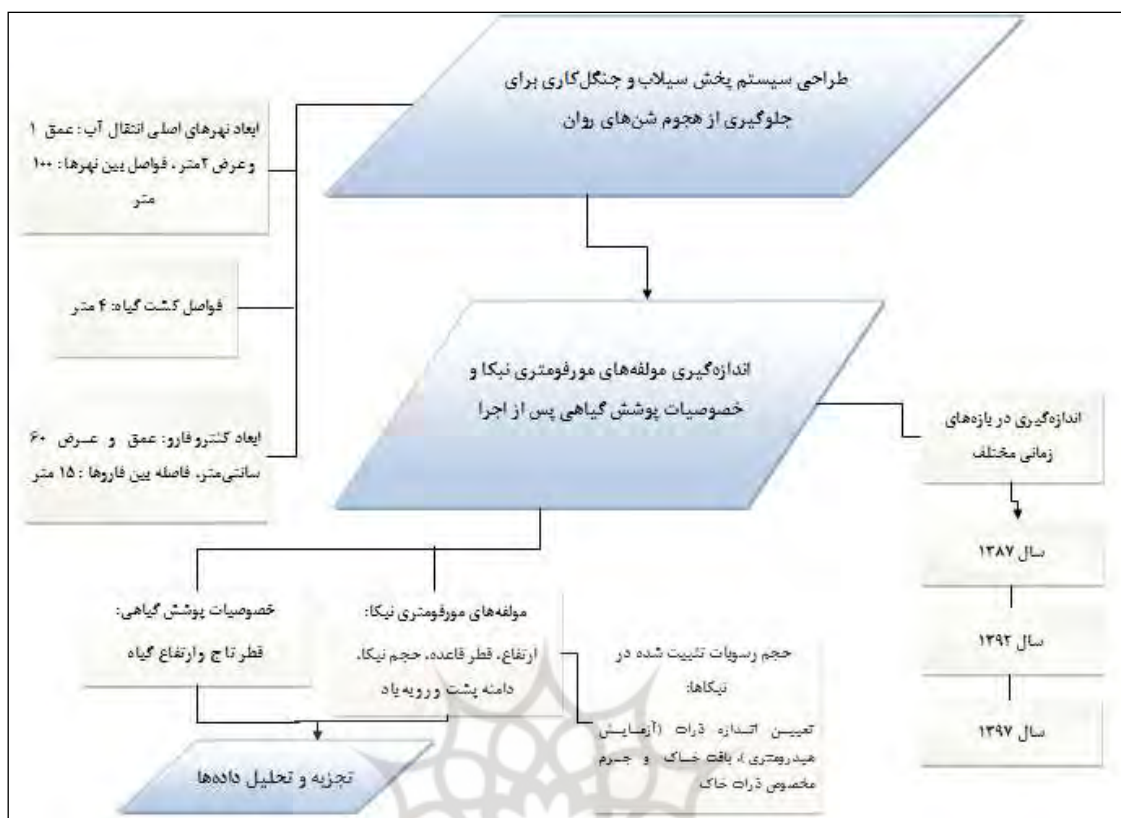 طراحی سیستم پخش سیلاب و جنگل‌کاری برای
جلوگیری از هجوم شن‌های روان
ابعاد نهرهای اصلی انتقال آب: عمق ۱
و عرض ۲متر ، فواصل بین نهرها: ۱۰۰
متر
فواصل کشت گیاه: ۴ متر
ابعاد کنتروفارو: عمق و عرض ۶۰
سانتی‌متر، فاصله بین فاروها: ۱۵ متر
اندازه‌گیری مولفه‌های مورفومتری نبکا و
خصوصیات پوشش گیاهی پس از اجرا
اندازه‌گیری در بازه‌های
زمانی مختلف
سال ۱۳۸۷
سال ۱۳۹۲
سال ۱۳۹۷
خصوصیات پوشش گیاهی:
قطر تاج و ارتفاع گیاه
مولفه‌های مورفومتری نبکا:
ارتفاع، قطر قاعده، حجم نبکا،
دامنه پشت و رو به باد
حجم رسوبات تثبیت شده در
نبکاها:
تعیین اندازه ذرات (آزمایش
هیدرومتری)، بافت خاک و جرم
مخصوص ذرات خاک
تجزیه و تحلیل داده‌ها